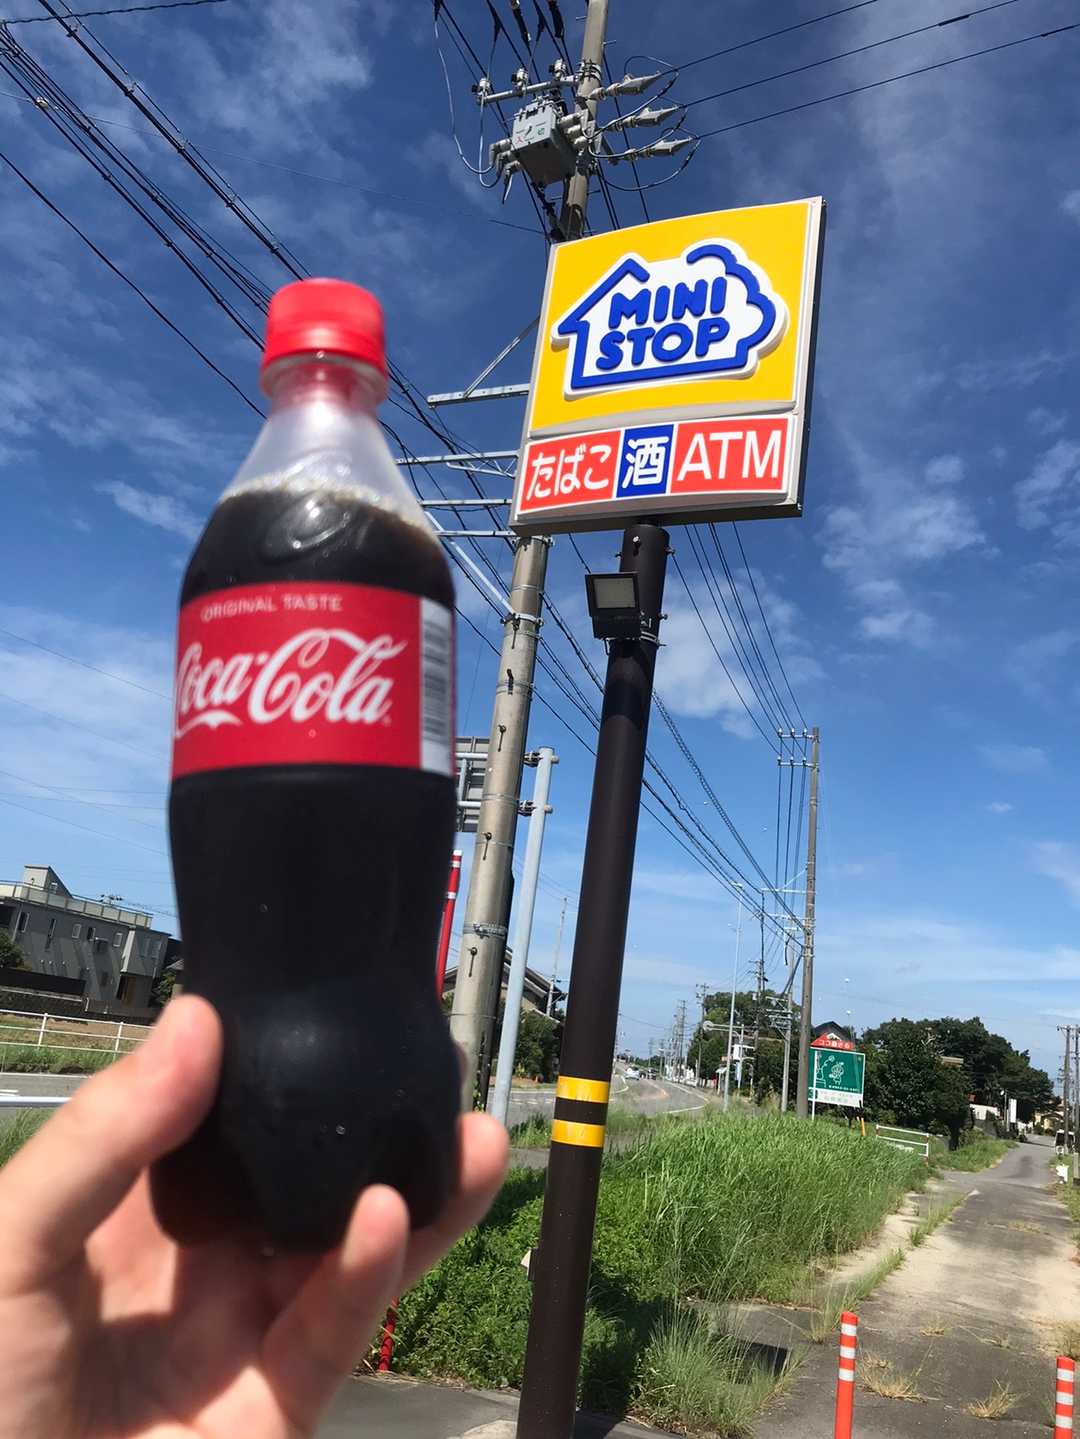 MINI
STOP
たばこ 酒 ATM
ORIGINAL TASTE
Coca-Cola